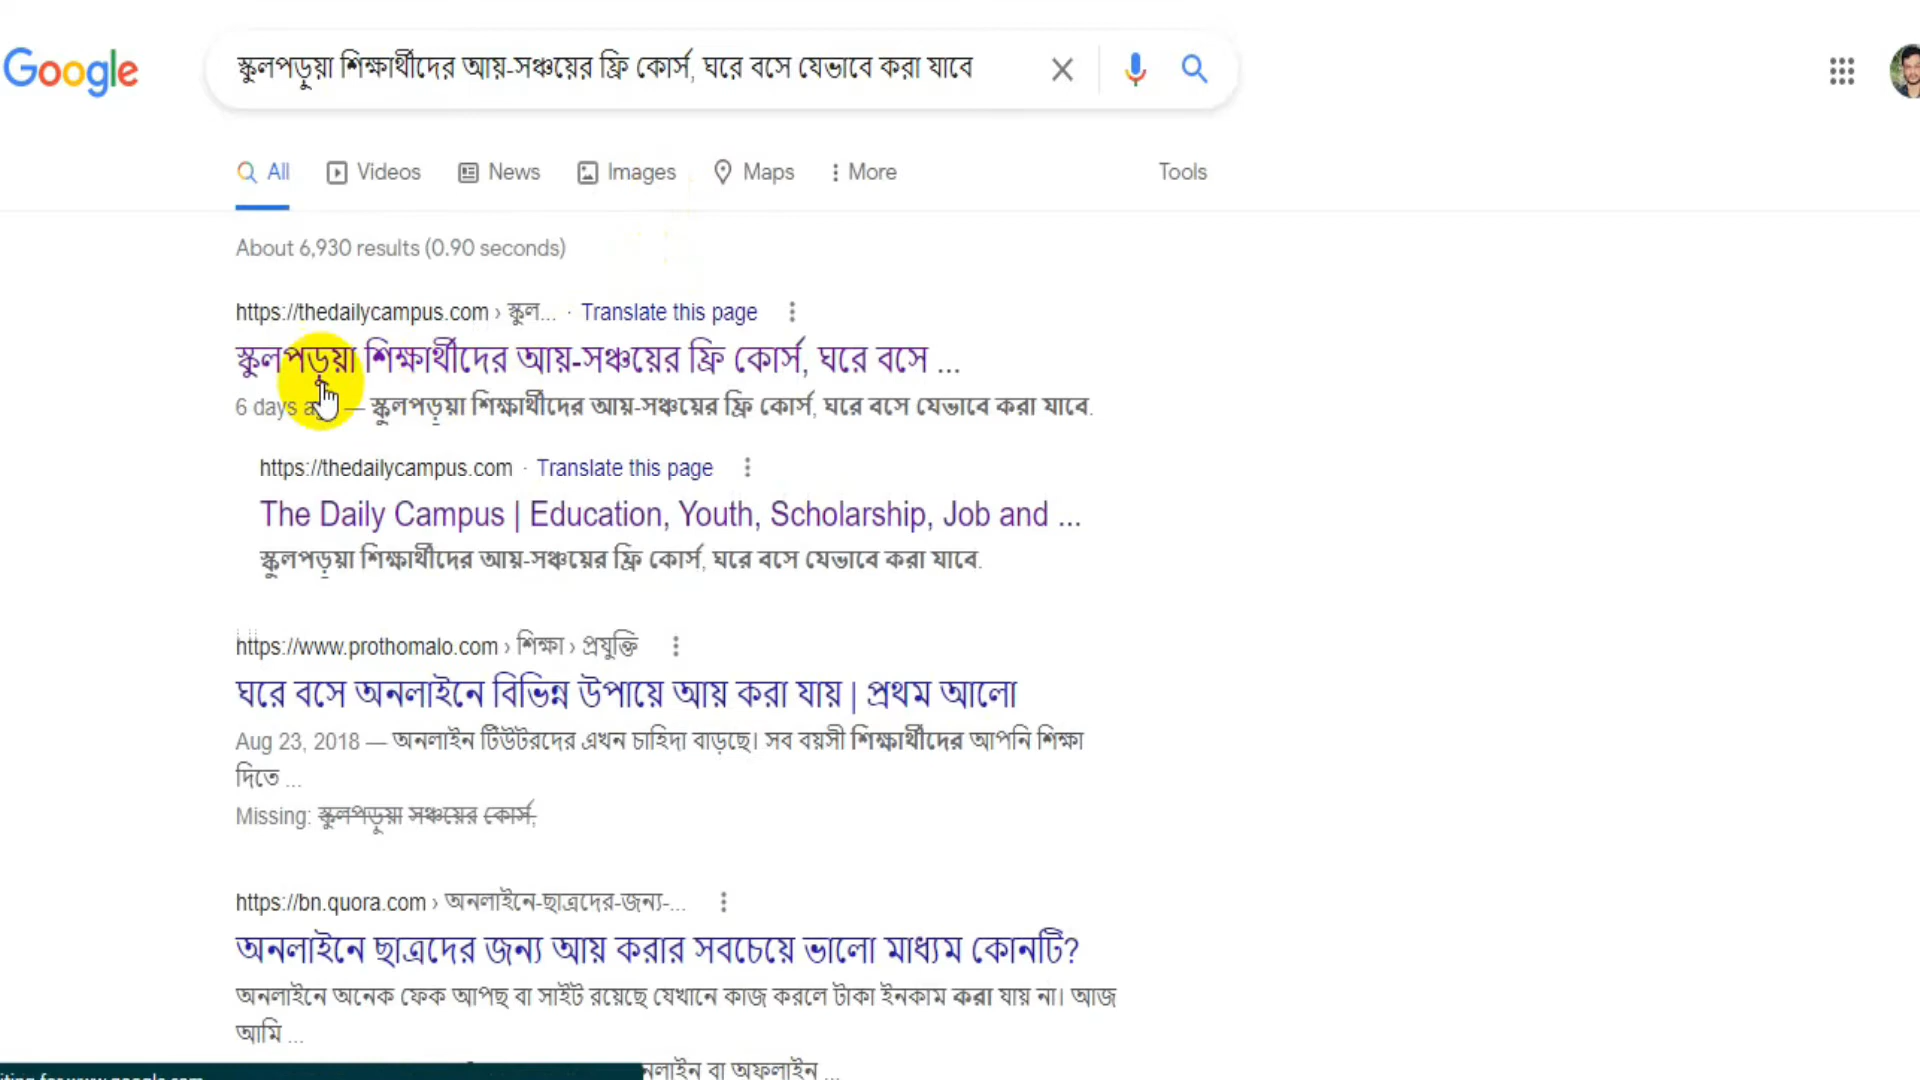 Google
স্কুলপড়ুয়া শিক্ষার্থীদের আয়-সঞ্চয়ের ফ্রি কোর্স, ঘরে বসে যেভাবে করা যাবে
All Videos News Images Maps More Tools
About 6,930 results (0.90 seconds)
https://thedailycampus.com › স্কুল... · Translate this page
স্কুলপড়ুয়া শিক্ষার্থীদের আয়-সঞ্চয়ের ফ্রি কোর্স, ঘরে বসে ...
6 days — স্কুলপড়ুয়া শিক্ষার্থীদের আয়-সঞ্চয়ের ফ্রি কোর্স, ঘরে বসে যেভাবে করা যাবে.
https://thedailycampus.com · Translate this page
The Daily Campus | Education, Youth, Scholarship, Job and ...
স্কুলপড়ুয়া শিক্ষার্থীদের আয়-সঞ্চয়ের ফ্রি কোর্স, ঘরে বসে যেভাবে করা যাবে.
https://www.prothomalo.com › শিক্ষা › প্রযুক্তি
ঘরে বসে অনলাইনে বিভিন্ন উপায়ে আয় করা যায় | প্রথম আলো
Aug 23, 2018 — অনলাইন টিউটরদের এখন চাহিদা বাড়ছে। সব বয়সী শিক্ষার্থীদের আপনি শিক্ষা
দিতে ...
Missing: স্কুলপড়ুয়া সঞ্চয়ের কোর্স,
https://bn.quora.com › অনলাইনে-ছাত্রদের-জন্য-...
অনলাইনে ছাত্রদের জন্য আয় করার সবচেয়ে ভালো মাধ্যম কোনটি?
অনলাইনে অনেক ফেক আপছ বা সাইট রয়েছে যেখানে কাজ করলে টাকা ইনকাম করা যায় না। আজ
আমি ...
বা অফলাইন ...